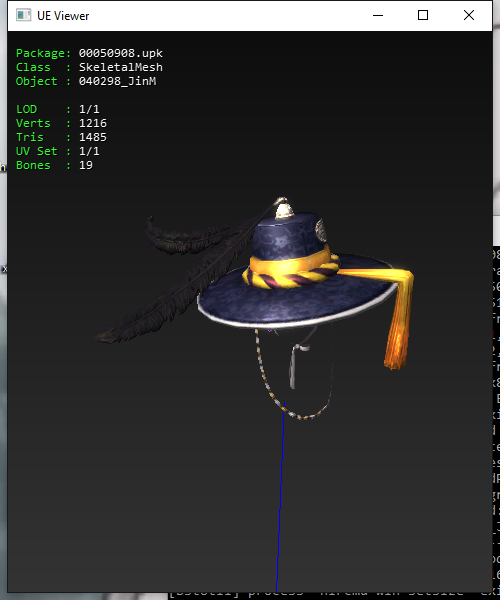 UE Viewer
Package: 00050908.upk
Class : SkeletalMesh
Object : 040298_JinM
LOD : 1/1
Verts : 1216
Tris : 1485
UV Set : 1/1
Bones : 19